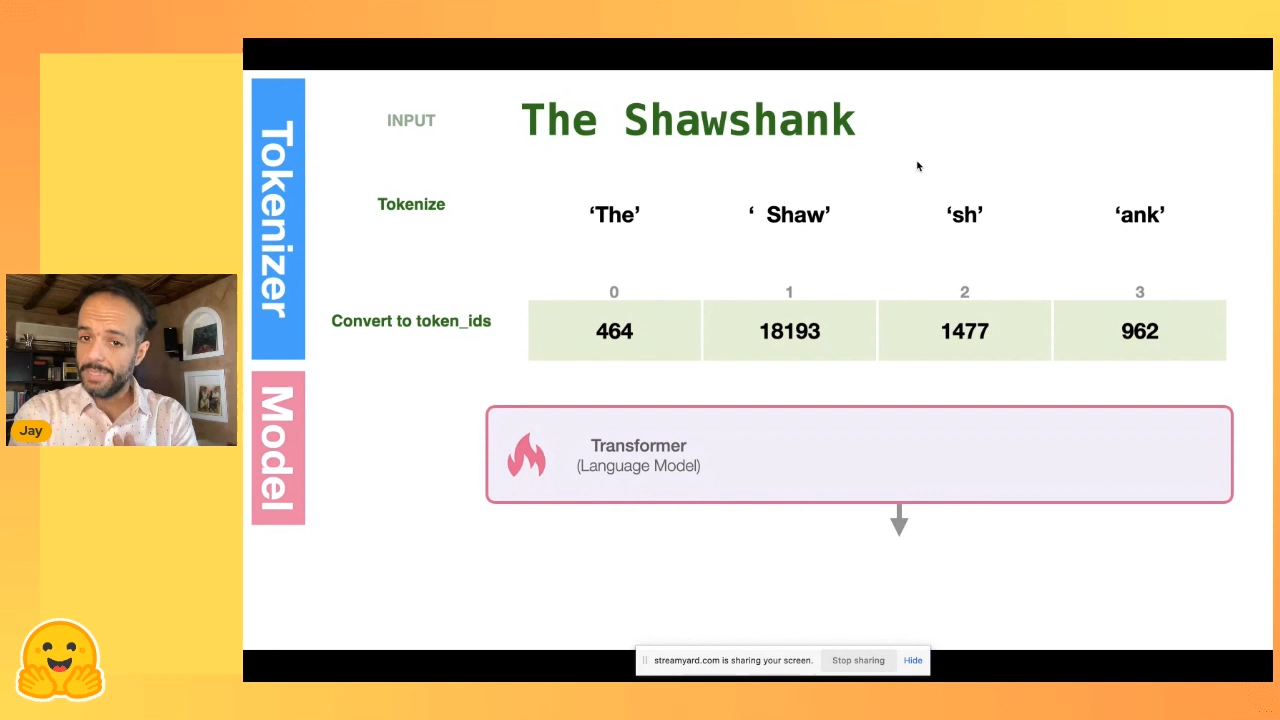 INPUT
The Shawshank
Tokenizer
Tokenize
‘The’
‘ Shaw’
‘sh’
‘ank’
0
1
2
3
Convert to token_ids
464
18193
1477
962
Model
Transformer
(Language Model)
Jay
streamyard.com is sharing your screen.
Stop sharing
Hide